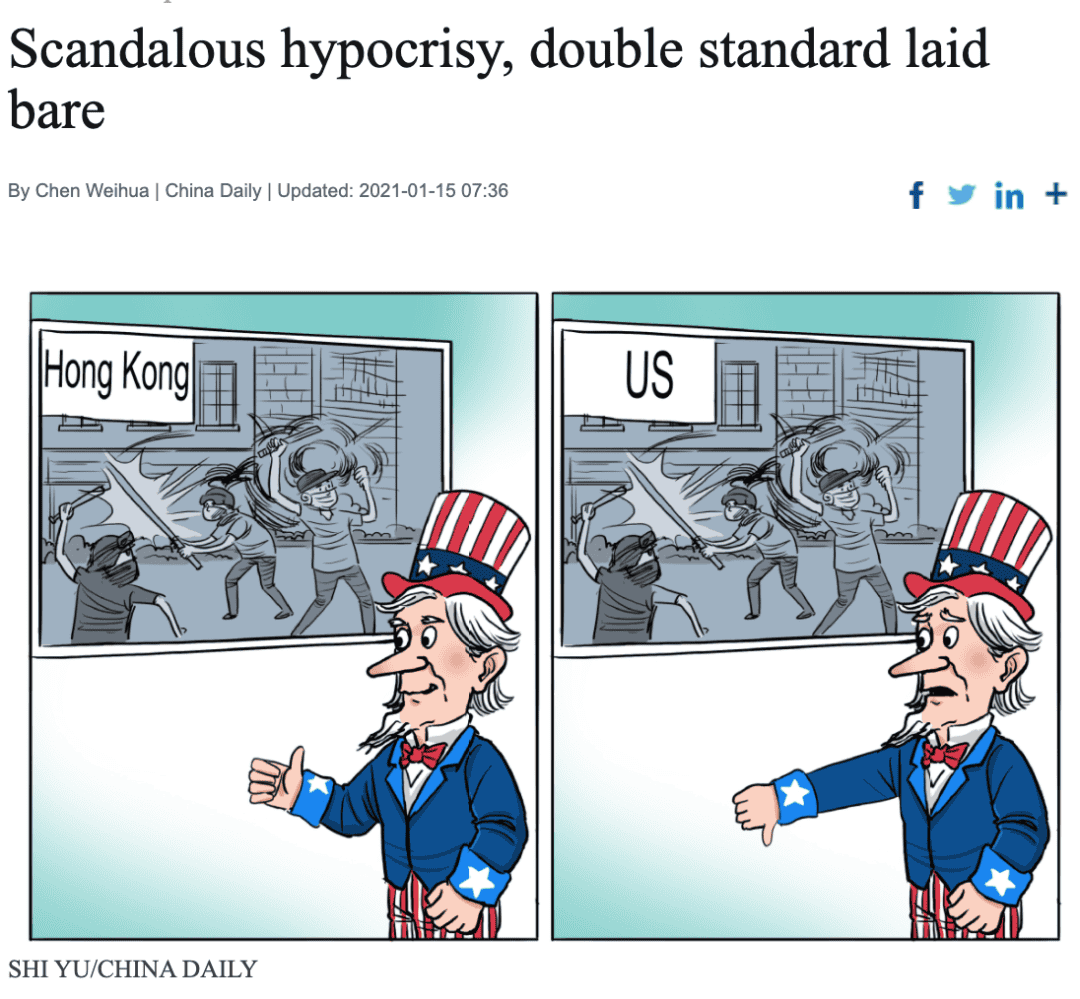 Scandalous hypocrisy, double standard laid
bare
By Chen Weihua | China Daily | Updated: 2021-01-15 07:36
f in +
Hong Kong
US
SHI YU/CHINA DAILY